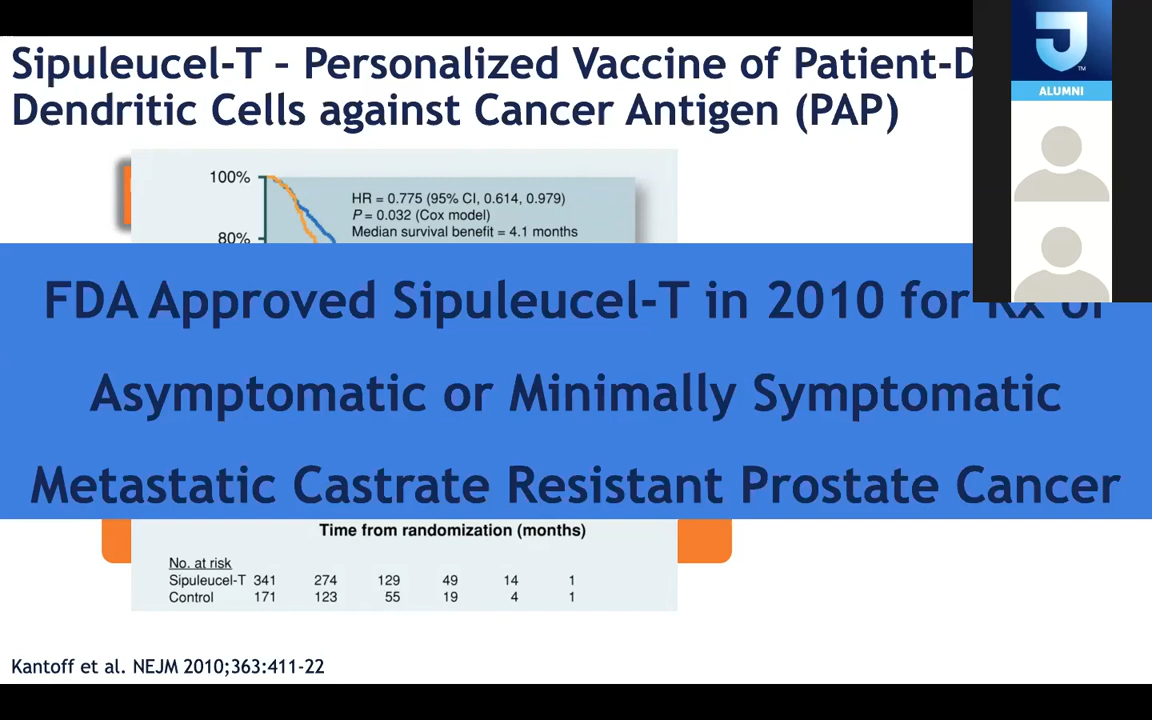 Sipuleucel-T – Personalized Vaccine of Patient-D
Dendritic Cells against Cancer Antigen (PAP)
ALUMNI
100%
HR = 0.775 (95% CI, 0.614, 0.979)
P = 0.032 (Cox model)
Median survival benefit = 4.1 months
80%
FDA Approved Sipuleucel-T in 2010 for Rx of
Asymptomatic or Minimally Symptomatic
Metastatic Castrate Resistant Prostate Cancer
Time from randomization (months)
No. at risk
Sipuleucel-T 341 274 129 49 14 1
Control 171 123 55 19 4 1
Kantoff et al. NEJM 2010;363:411-22